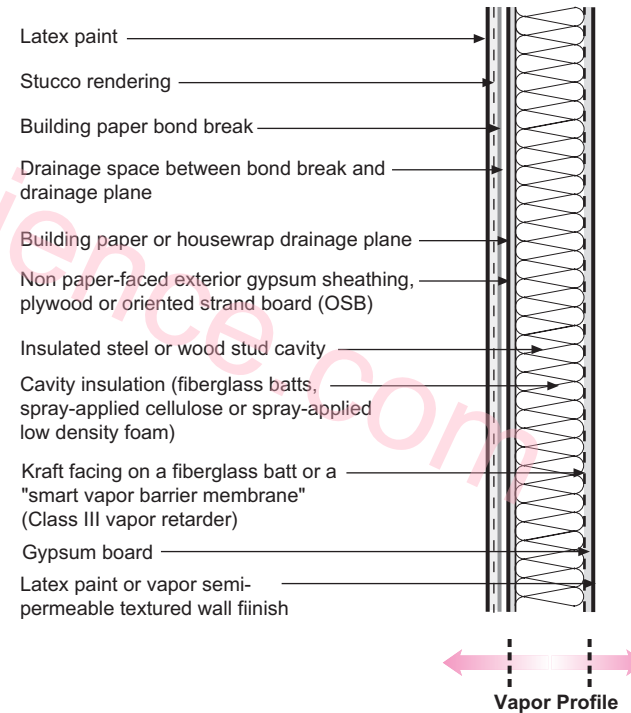 Latex paint
Stucco rendering
Building paper bond break
Drainage space between bond break and
drainage plane
Building paper or housewrap drainage plane
Non paper-faced exterior gypsum sheathing,
plywood or oriented strand board (OSB)
Insulated steel or wood stud cavity
Cavity insulation (fiberglass batts,
spray-applied cellulose or spray-applied
low density foam)
Kraft facing on a fiberglass batt or a
"smart vapor barrier membrane"
(Class III vapor retarder)
Gypsum board
Latex paint or vapor semi-
permeable textured wall fiinish
Vapor Profile
ience.com